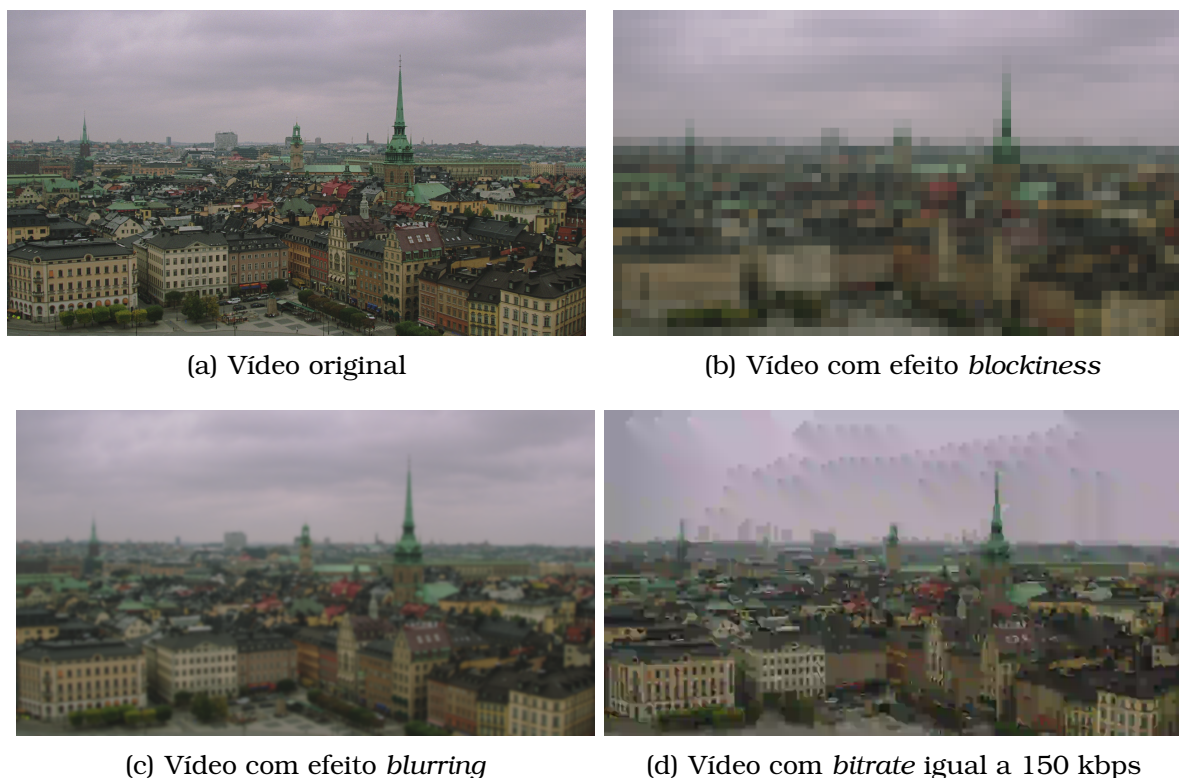 (a) Vídeo original
(b) Vídeo com efeito blockiness
(c) Vídeo com efeito blurring
(d) Vídeo com bitrate igual a 150 kbps